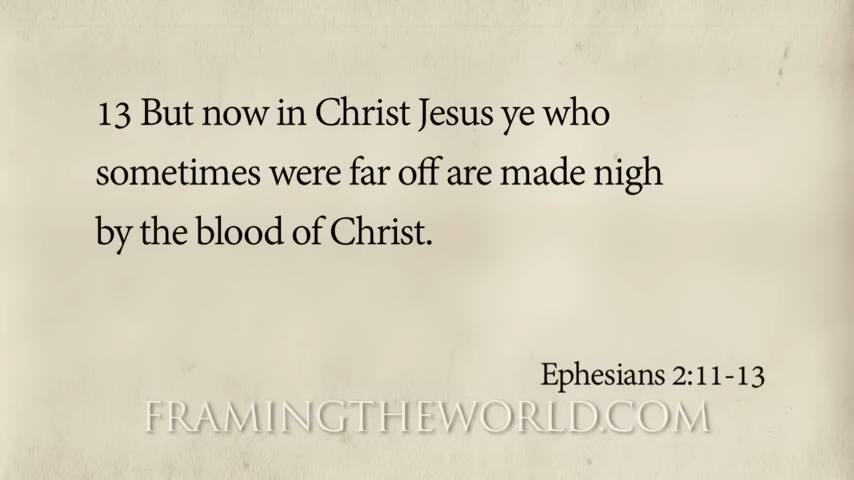 13 But now in Christ Jesus ye who
sometimes were far off are made nigh
by the blood of Christ.
Ephesians 2:11-13
FRAMINGTHEWORLD.COM